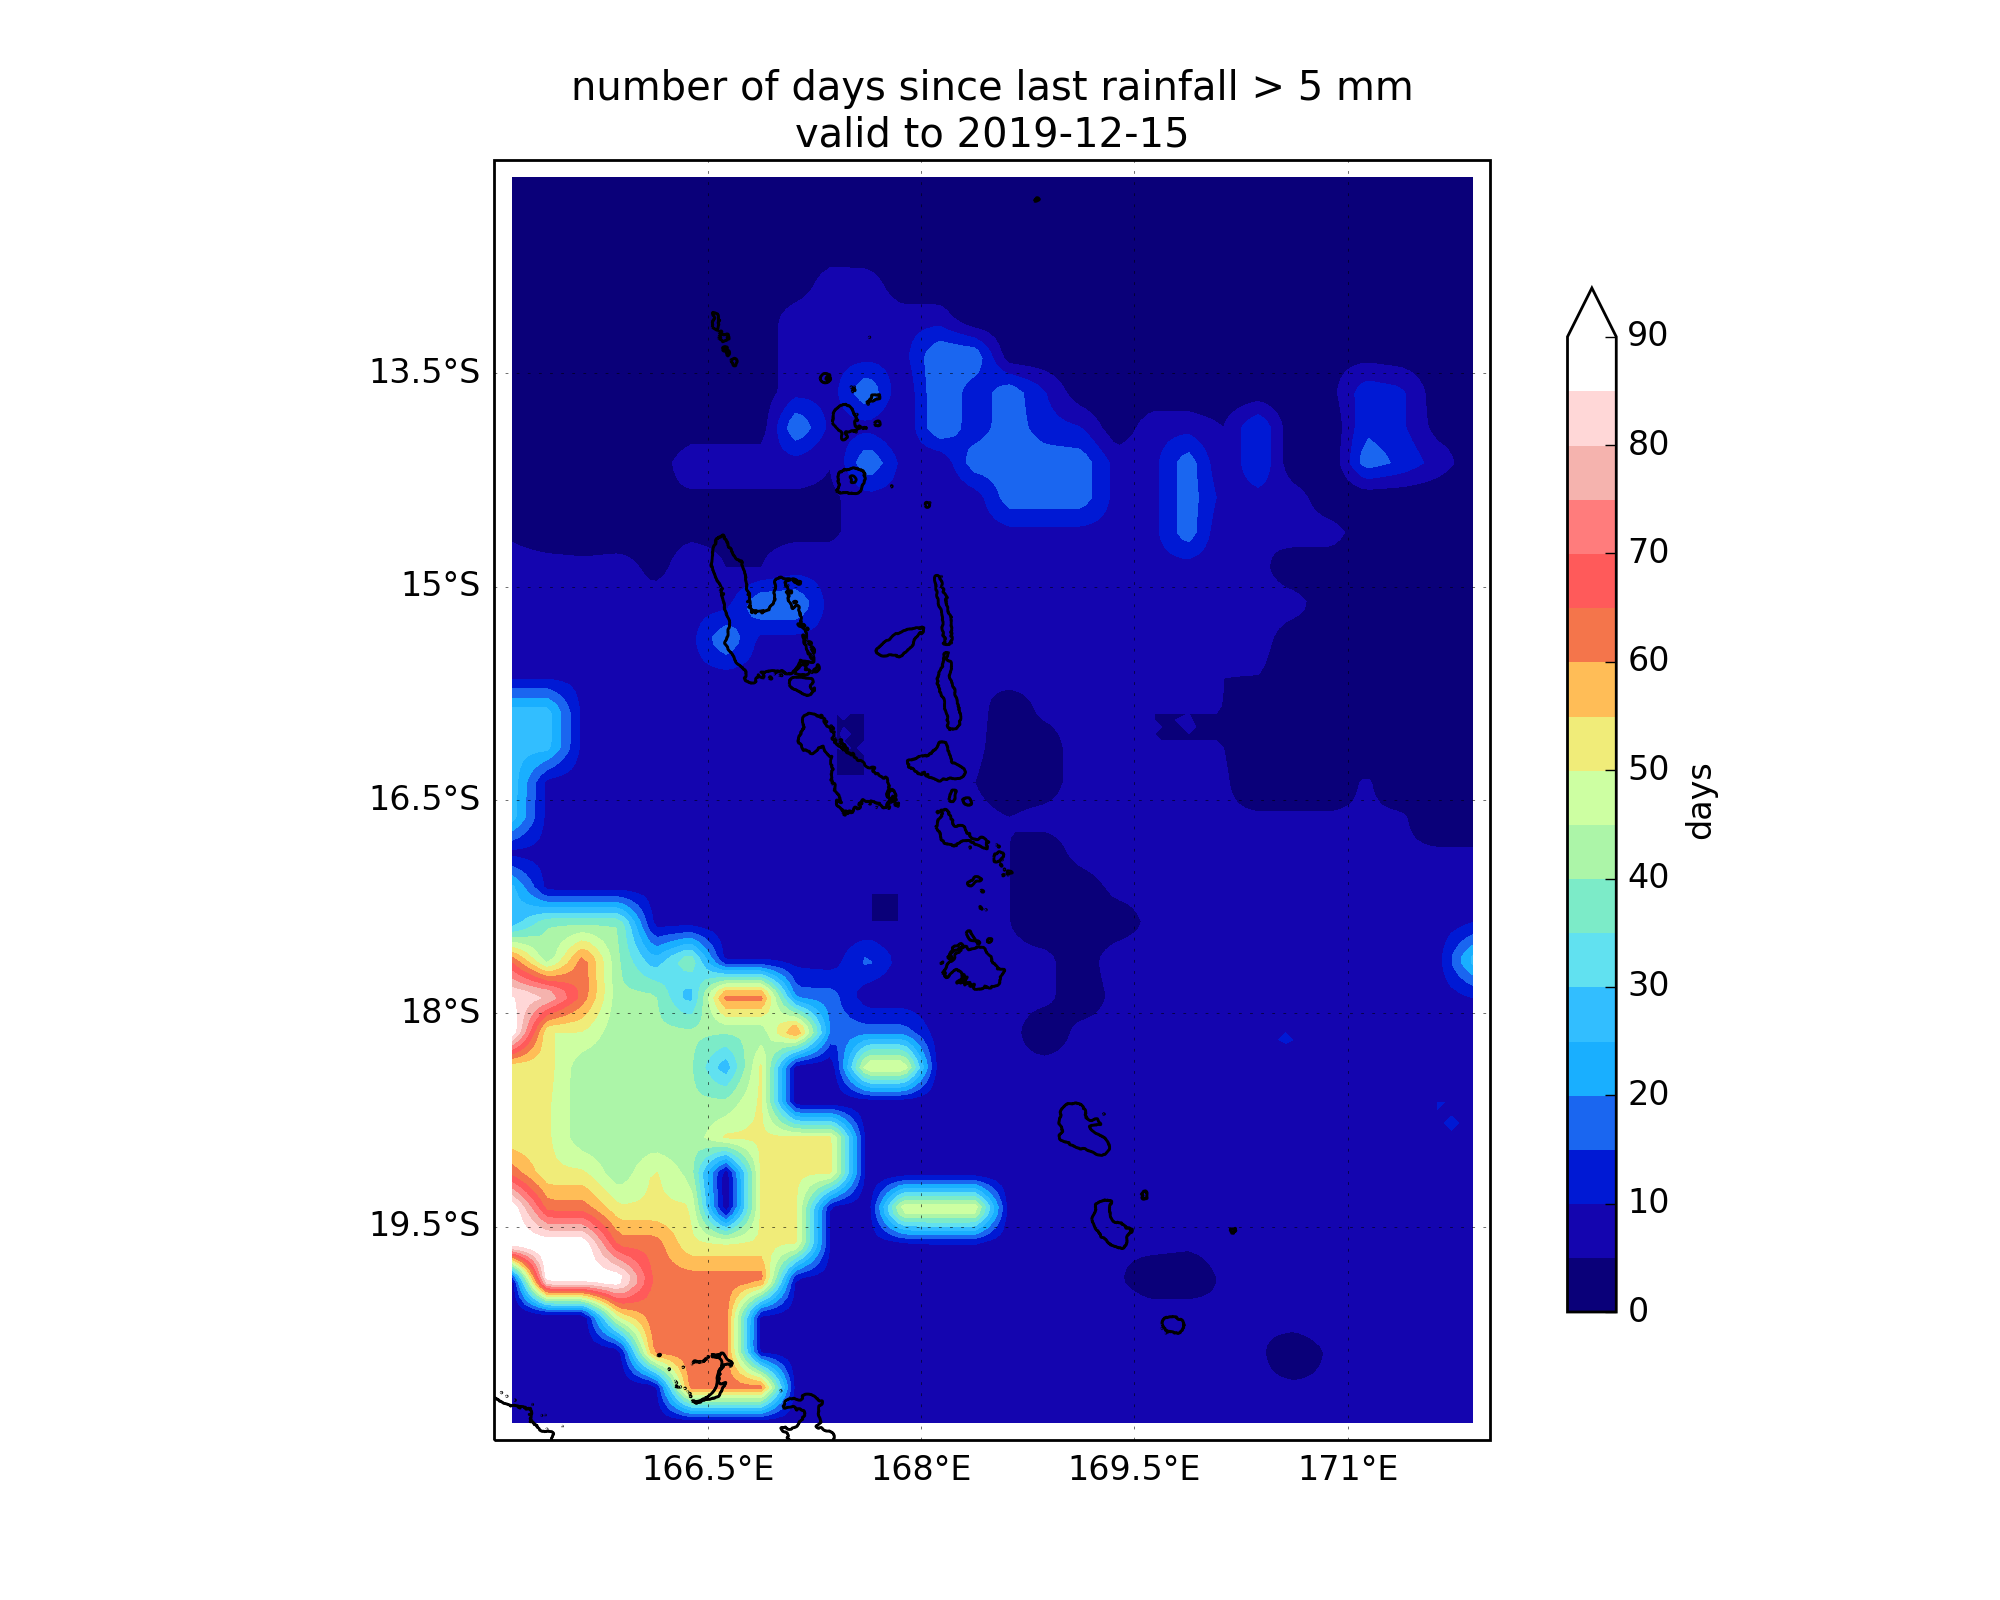 number of days since last rainfall > 5 mm
valid to 2019-12-15
13.5°S
15°S
16.5°S
18°S
19.5°S
166.5°E
168°E
169.5°E
171°E
90
80
70
60
50
40
30
20
10
0
days